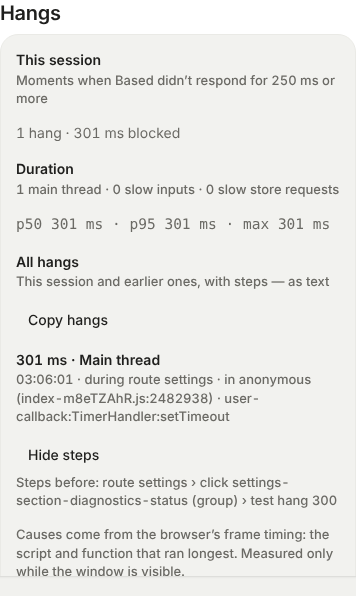 Hangs
This session
Moments when Based didn’t respond for 250 ms or
more
1 hang · 301 ms blocked
Duration
1 main thread · 0 slow inputs · 0 slow store requests
p50 301 ms · p95 301 ms · max 301 ms
All hangs
This session and earlier ones, with steps — as text
Copy hangs
301 ms · Main thread
03:06:01 · during route settings · in anonymous
(index-m8eTZAhR.js:2482938) · user-
callback:TimerHandler:setTimeout
Hide steps
Steps before: route settings › click settings-
section-diagnostics-status (group) › test hang 300
Causes come from the browser’s frame timing: the
script and function that ran longest. Measured only
while the window is visible.